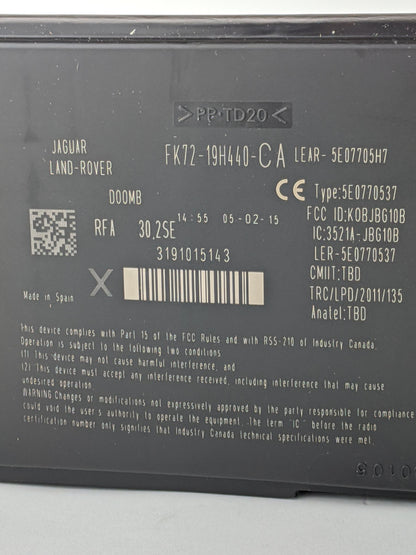 >PP-TD20<
JAGUAR
LAND-ROVER
FK72-19H440-CA LEAR- 5E07705H7
D00MB
CE Type:5E0770537
RFA 30,2SE 14:55 05-02-15
FCC ID:KOBJBG10B
IC:3521A-JBG10B
3191015143
LER-5E0770537
X
CMIIT:TBD
Made in Spain
TRC/LPD/2011/135
Anatel:TBD
This device complies with Part 15 of the FCC Rules and with RSS-210 of Industry Canada.
Operation is subject to the following two conditions
(1) This device may not cause harmful interference, and
(2) This device must accept any interference received, including interference that may cause
undesired operation.
WARNING Changes or modifications not expressively approved by the party responsible for compliance
could void the user's authority to operate the equipment. .The term "IC" before the radio
certification number only signifies that Industry Canada technical specifications were met.